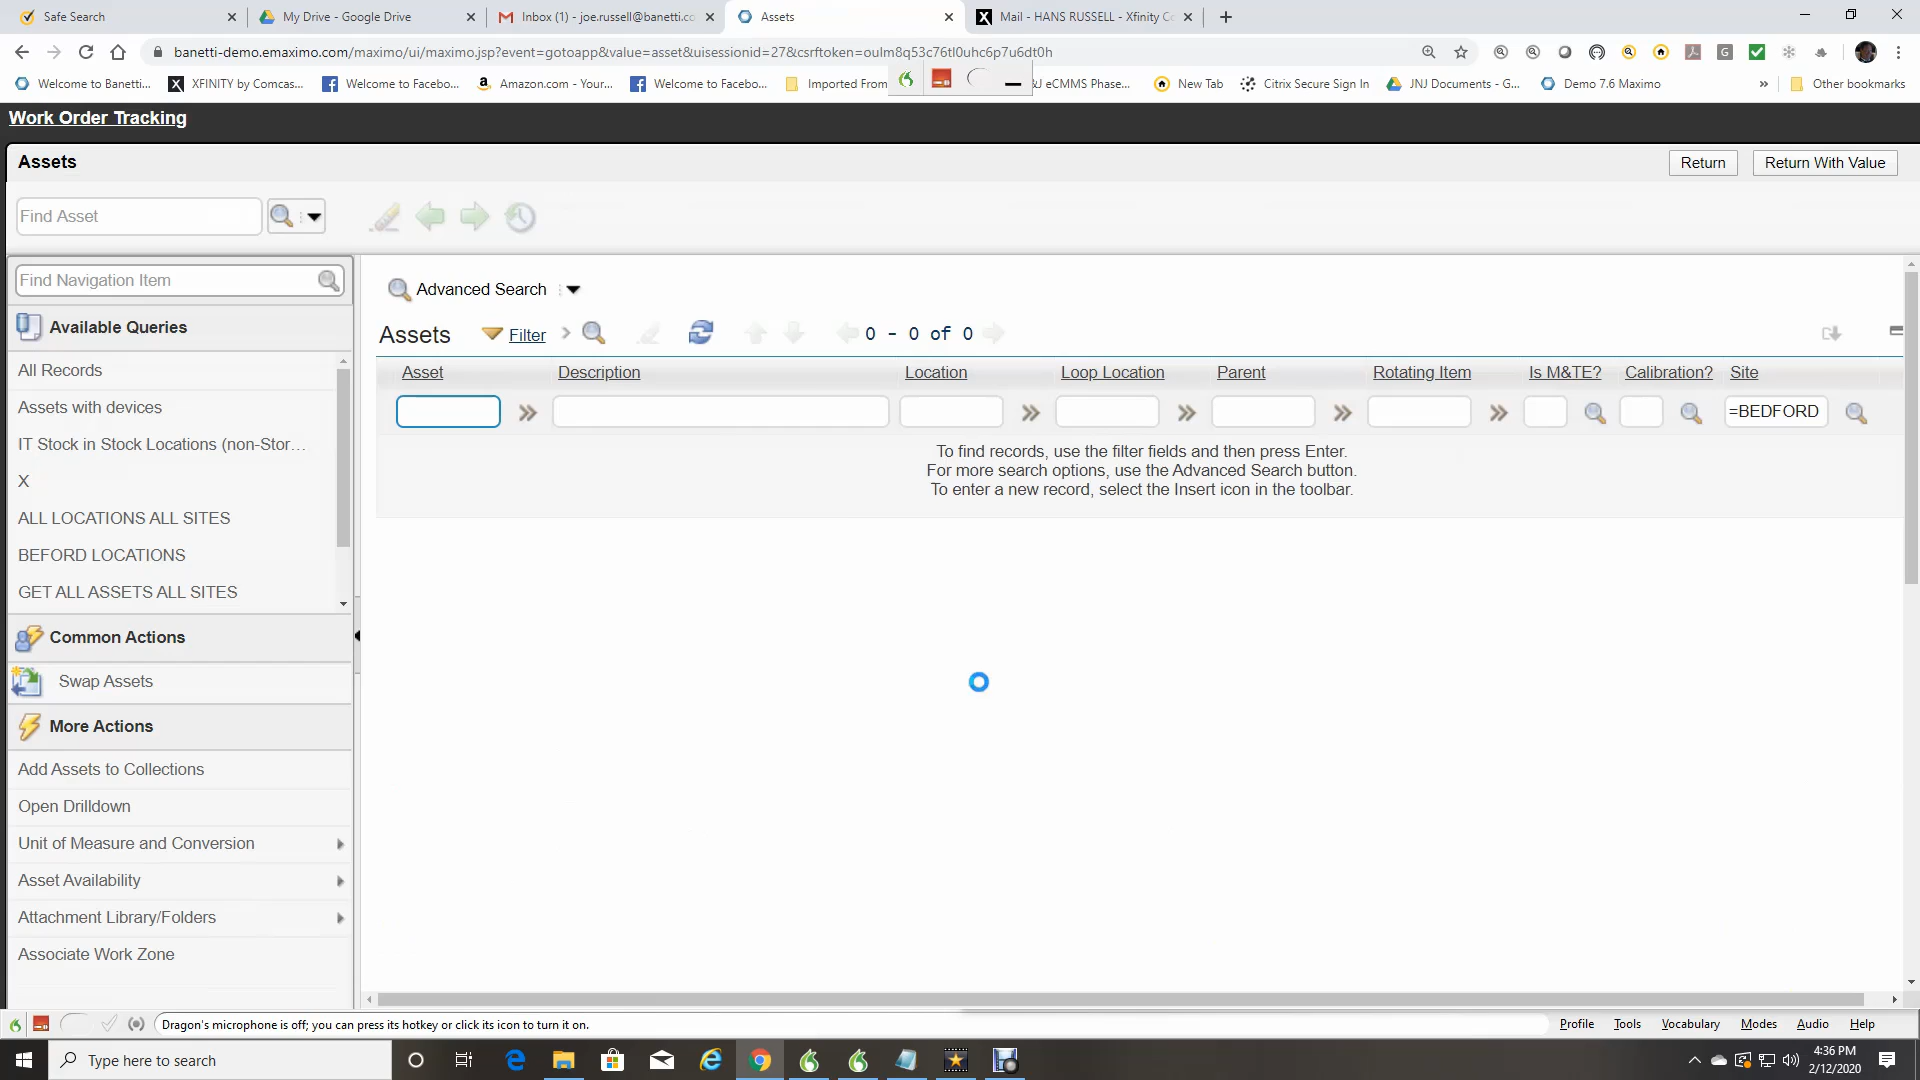 Safe Search
My Drive - Google Drive
Inbox (1) - joe.russell@banetti.co
Assets
Mail - HANS RUSSELL - Xfinity Co
banetti-demo.emaximo.com/maximo/ui/maximo.jsp?event=gotoapp&value=asset&uisessionid=27&csrftoken=oulm8q53c76tl0uhc6p7u6dt0h
Welcome to Banetti...
XFINITY by Comcas...
Welcome to Facebo...
Amazon.com - Your...
Welcome to Facebo...
Imported From
&J eCMMS Phase...
New Tab
Citrix Secure Sign In
JNJ Documents - G...
Demo 7.6 Maximo
»
Other bookmarks
Work Order Tracking
Assets
Return
Return With Value
Find Asset
Find Navigation Item
Available Queries
All Records
Assets with devices
IT Stock in Stock Locations (non-Stor...
X
ALL LOCATIONS ALL SITES
BEFORD LOCATIONS
GET ALL ASSETS ALL SITES
Common Actions
Swap Assets
More Actions
Add Assets to Collections
Open Drilldown
Unit of Measure and Conversion
Asset Availability
Attachment Library/Folders
Associate Work Zone
Advanced Search
Assets Filter 0 - 0 of 0
Asset Description Location Loop Location Parent Rotating Item Is M&TE? Calibration? Site
=BEDFORD
To find records, use the filter fields and then press Enter.
For more search options, use the Advanced Search button.
To enter a new record, select the Insert icon in the toolbar.
Dragon's microphone is off; you can press its hotkey or click its icon to turn it on.
Profile Tools Vocabulary Modes Audio Help
Type here to search
4:36 PM
2/12/2020